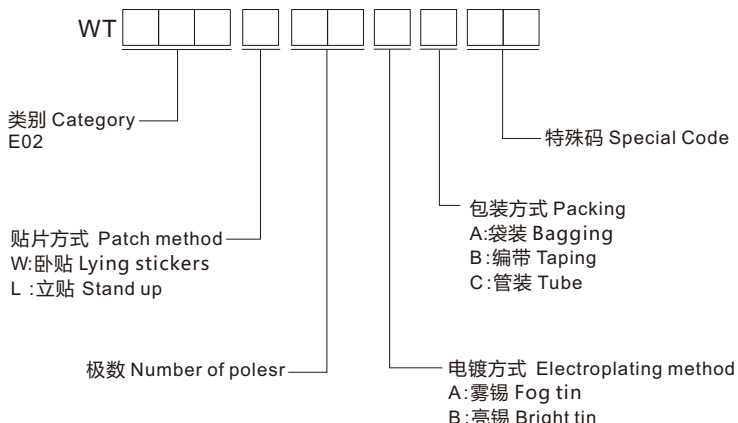 WT
类别 Category
E02
特殊码 Special Code
包装方式 Packing
A:袋装 Bagging
B:编带 Taping
C:管装 Tube
贴片方式 Patch method
W:卧贴 Lying stickers
L :立贴 Stand up
极数 Number of polesr
电镀方式 Electroplating method
A:雾锡 Fog tin
B:亮锡 Bright tin